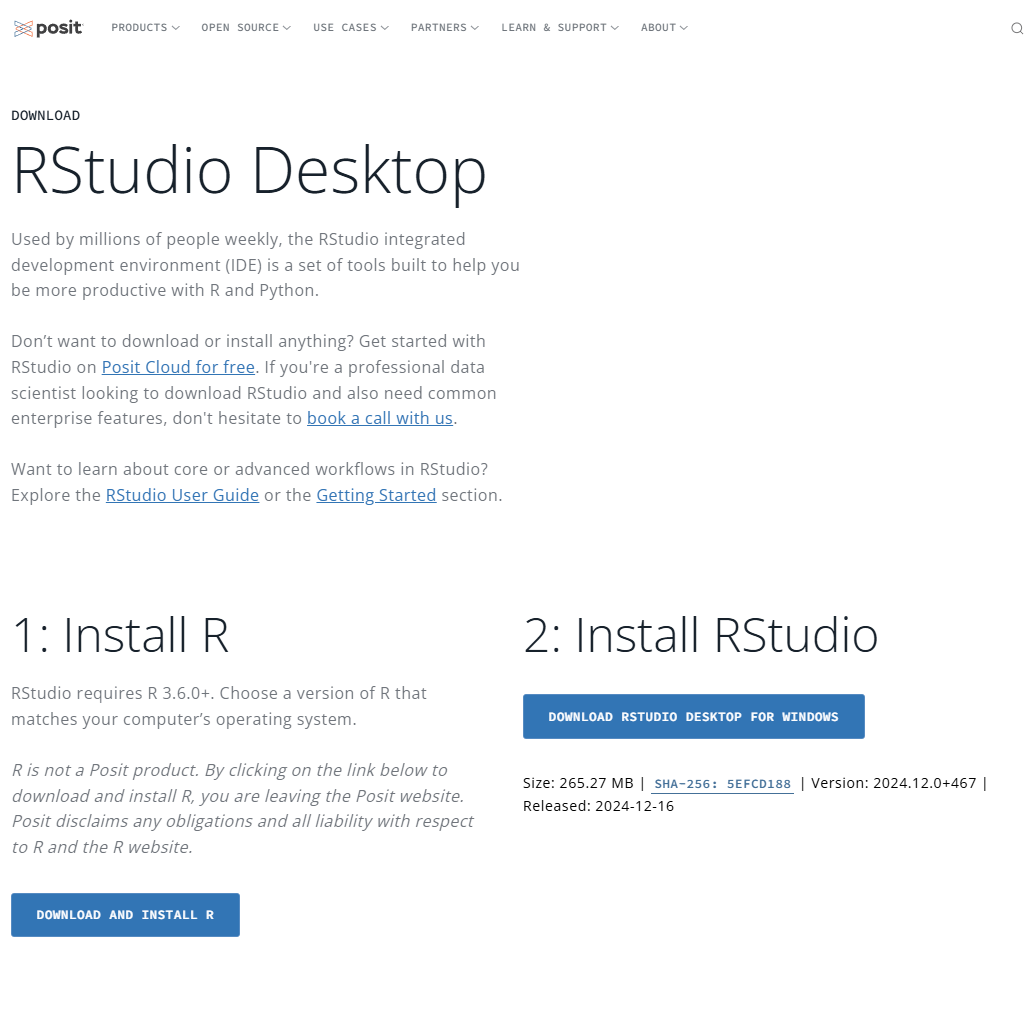 posit
PRODUCTS
OPEN SOURCE
USE CASES
PARTNERS
LEARN & SUPPORT
ABOUT
DOWNLOAD
RStudio Desktop
Used by millions of people weekly, the RStudio integrated
development environment (IDE) is a set of tools built to help you
be more productive with R and Python.
Don’t want to download or install anything? Get started with
RStudio on Posit Cloud for free. If you're a professional data
scientist looking to download RStudio and also need common
enterprise features, don't hesitate to book a call with us.
Want to learn about core or advanced workflows in RStudio?
Explore the RStudio User Guide or the Getting Started section.
1: Install R
RStudio requires R 3.6.0+. Choose a version of R that
matches your computer’s operating system.
R is not a Posit product. By clicking on the link below to
download and install R, you are leaving the Posit website.
Posit disclaims any obligations and all liability with respect
to R and the R website.
DOWNLOAD AND INSTALL R
2: Install RStudio
DOWNLOAD RSTUDIO DESKTOP FOR WINDOWS
Size: 265.27 MB | SHA-256: 5EFCD188 | Version: 2024.12.0+467 |
Released: 2024-12-16